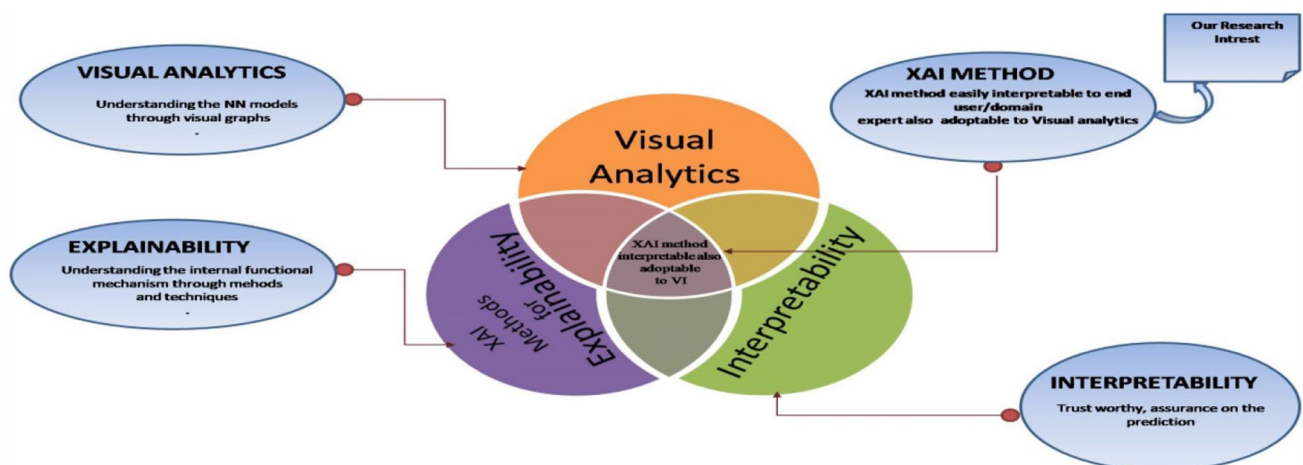 VISUAL ANALYTICS
Understanding the NN models
through visual graphs
.
EXPLAINABILITY
Understanding the internal functional
mechanism through mehods
and techniques
.
Visual
Analytics
XAI Methods
for
Explainability
Interpretability
XAI method
interpretable also
adoptable
to VI
XAI METHOD
XAI method easily interpretable to end
user/domain
expert also adoptable to Visual analytics
Our Research
Intrest
INTERPRETABILITY
Trust worthy, assurance on the
prediction